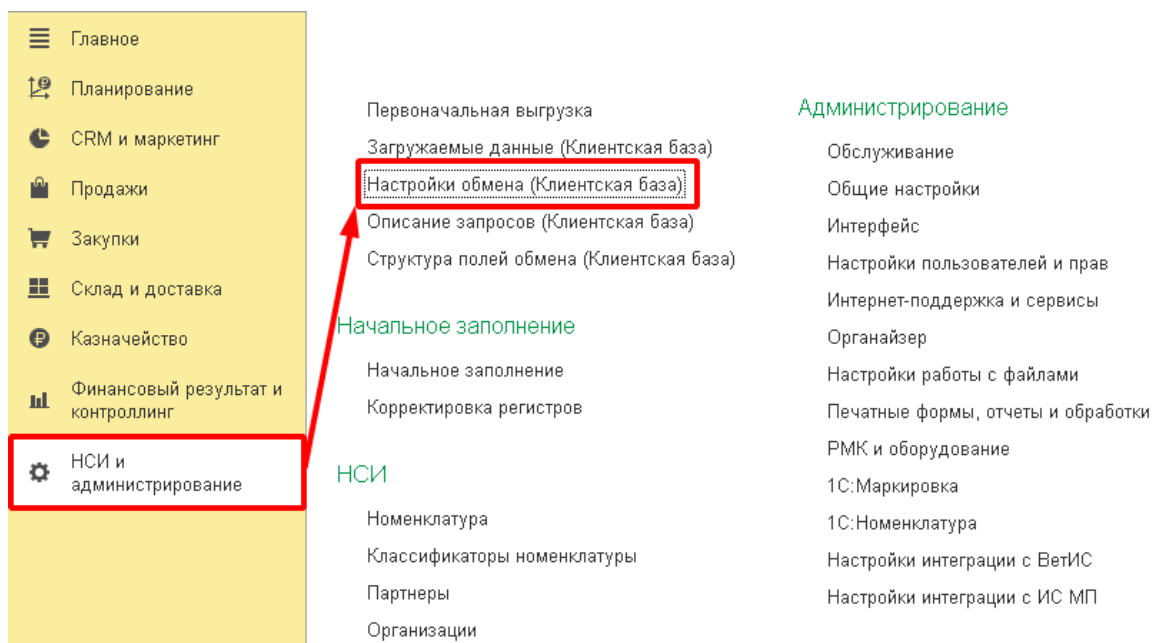 Главное
Планирование
CRM и маркетинг
Продажи
Закупки
Склад и доставка
Казначейство
Финансовый результат и
контроллинг
НСИ и
администрирование
Первоначальная выгрузка
Загружаемые данные (Клиентская база)
Настройки обмена (Клиентская база)
Описание запросов (Клиентская база)
Структура полей обмена (Клиентская база)
Начальное заполнение
Начальное заполнение
Корректировка регистров
НСИ
Номенклатура
Классификаторы номенклатуры
Партнеры
Организации
Администрирование
Обслуживание
Общие настройки
Интерфейс
Настройки пользователей и прав
Интернет-поддержка и сервисы
Органайзер
Настройки работы с файлами
Печатные формы, отчеты и обработки
РМК и оборудование
1С:Маркировка
1С:Номенклатура
Настройки интеграции с ВетИС
Настройки интеграции с ИС МП